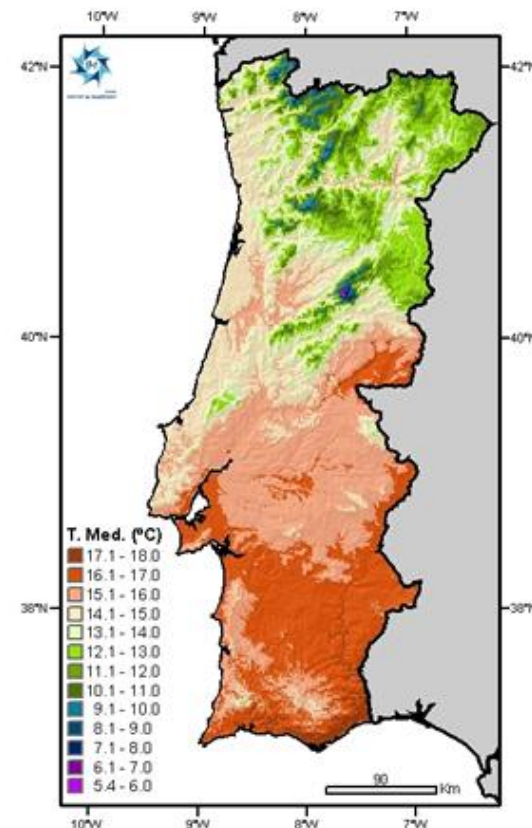 10°W 9°W 8°W 7°W
42°N 42°N
40°N 40°N
38°N 38°N
T. Med. (ºC)
17.1 - 18.0
16.1 - 17.0
15.1 - 16.0
14.1 - 15.0
13.1 - 14.0
12.1 - 13.0
11.1 - 12.0
10.1 - 11.0
9.1 - 10.0
8.1 - 9.0
7.1 - 8.0
6.1 - 7.0
5.4 - 6.0
90
Km
10°W 9°W 8°W 7°W